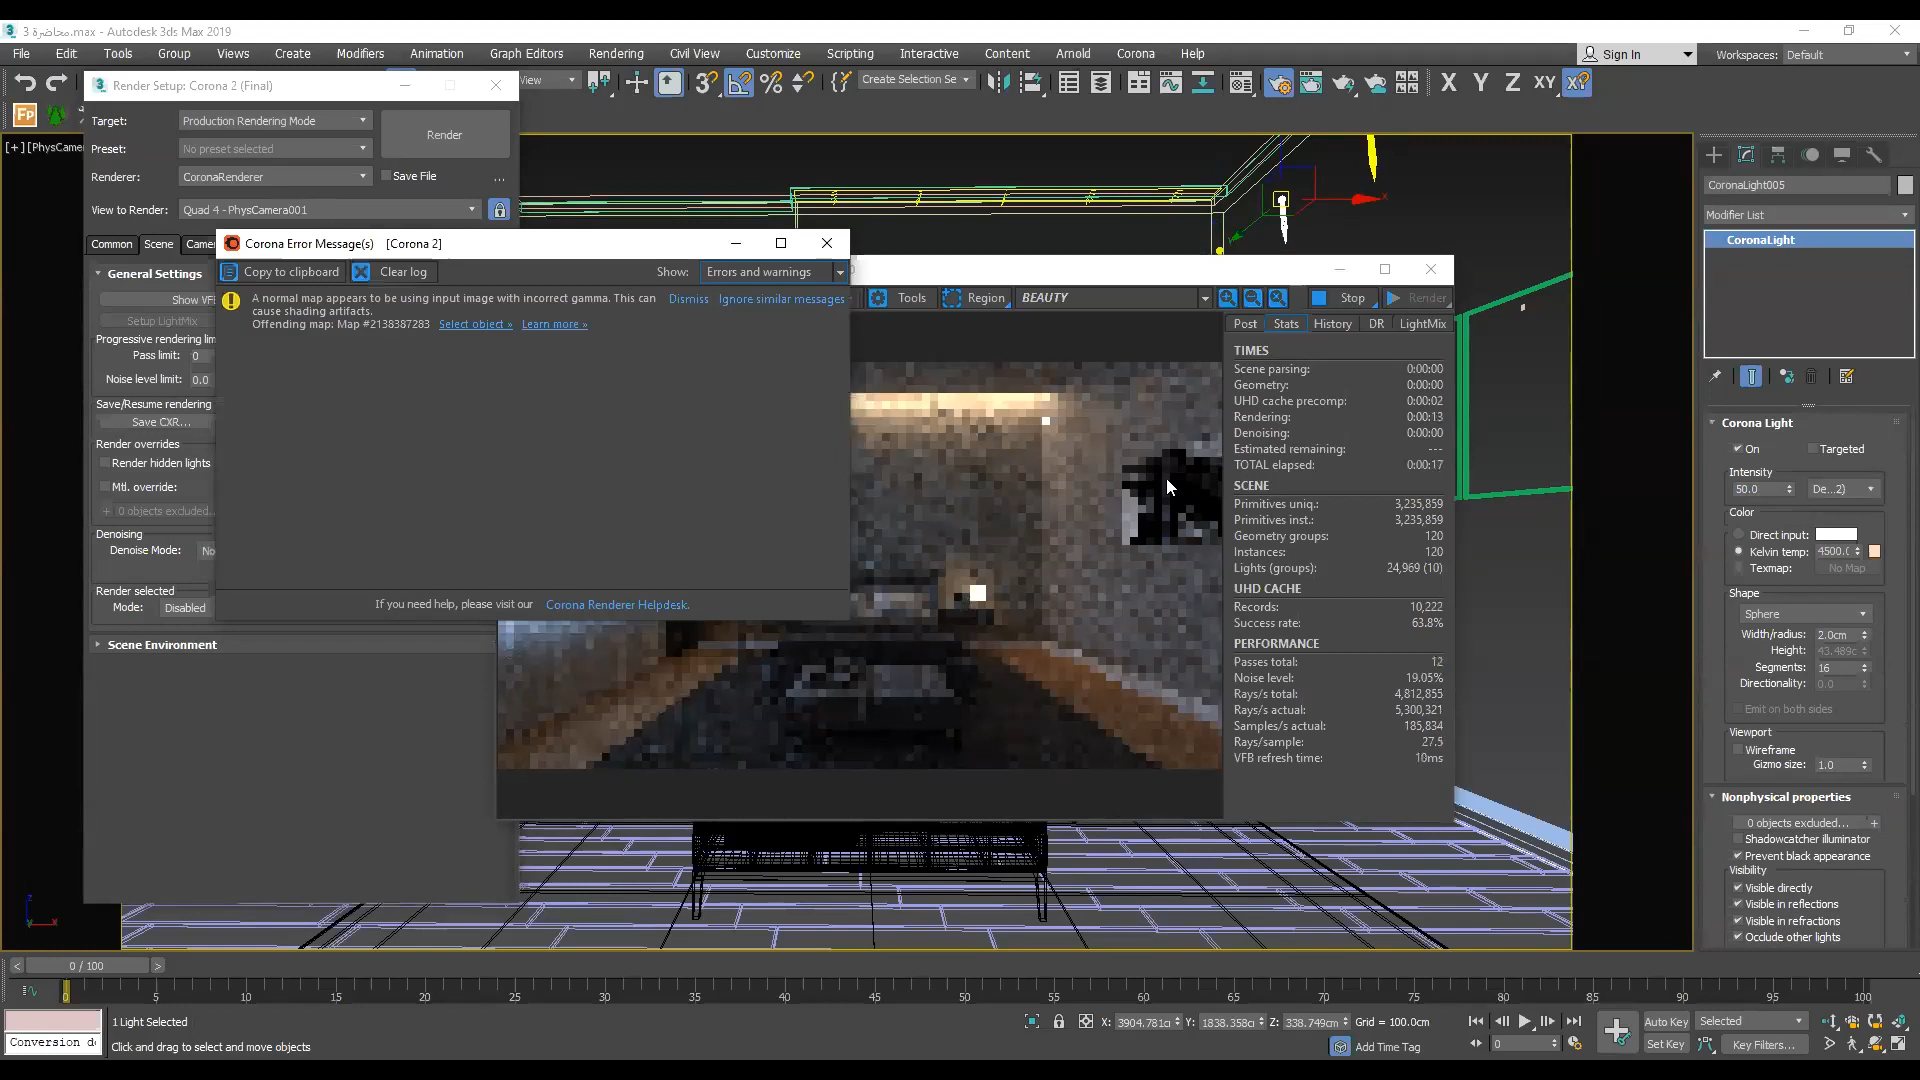 محاضرة 3.max - Autodesk 3ds Max 2019
File Edit Tools Group Views Create Modifiers Animation Graph Editors Rendering Civil View Customize Scripting Interactive Content Arnold Corona Help
Sign In
Workspaces: Default
View
Create Selection Se
X Y Z XY
Fp
[+] [PhysCame
Render Setup: Corona 2 (Final)
Target: Production Rendering Mode
Render
Preset: No preset selected
Renderer: CoronaRenderer
Save File
...
View to Render: Quad 4 - PhysCamera001
Common Scene Came
General Settings
Show VF
Setup LightMix
Progressive rendering lim
Pass limit: 0
Noise level limit: 0.0
Save/Resume rendering
Save CXR...
Render overrides
Render hidden lights
Mtl. override:
+ 0 objects excluded..
Denoising
Denoise Mode: No
Render selected
Mode: Disabled
Scene Environment
Corona Error Message(s) [Corona 2]
Copy to clipboard Clear log Show: Errors and warnings
A normal map appears to be using input image with incorrect gamma. This can Dismiss Ignore similar messages
cause shading artifacts.
Offending map: Map #2138387283 Select object » Learn more »
If you need help, please visit our Corona Renderer Helpdesk.
Tools Region BEAUTY Stop Render
Post Stats History DR LightMix
TIMES
Scene parsing: 0:00:00
Geometry: 0:00:00
UHD cache precomp: 0:00:02
Rendering: 0:00:13
Denoising: 0:00:00
Estimated remaining: ---
TOTAL elapsed: 0:00:17
SCENE
Primitives uniq.: 3,235,859
Primitives inst.: 3,235,859
Geometry groups: 120
Instances: 120
Lights (groups): 24,969 (10)
UHD CACHE
Records: 10,222
Success rate: 63.8%
PERFORMANCE
Passes total: 12
Noise level: 19.05%
Rays/s total: 4,812,855
Rays/s actual: 5,300,321
Samples/s actual: 185,834
Rays/sample: 27.5
VFB refresh time: 10ms
CoronaLight005
Modifier List
CoronaLight
Corona Light
On Targeted
Intensity
50.0 De...2)
Color
Direct input:
Kelvin temp: 4500.(
Texmap: No Map
Shape
Sphere
Width/radius: 2.0cm
Height: 43.489c
Segments: 16
Directionality: 0.0
Emit on both sides
Viewport
Wireframe
Gizmo size: 1.0
Nonphysical properties
0 objects excluded... +
Shadowcatcher illuminator
Prevent black appearance
Visibility
Visible directly
Visible in reflections
Visible in refractions
Occlude other lights
< 0 / 100 >
0 5 10 15 20 25 30 35 40 45 50 55 60 65 70 75 80 85 90 95 100
1 Light Selected
X: 3904.781c Y: 1838.358c Z: 338.749cm Grid = 100.0cm
Auto Key Selected
Conversion d
Click and drag to select and move objects
Add Time Tag
0
Set Key Key Filters...